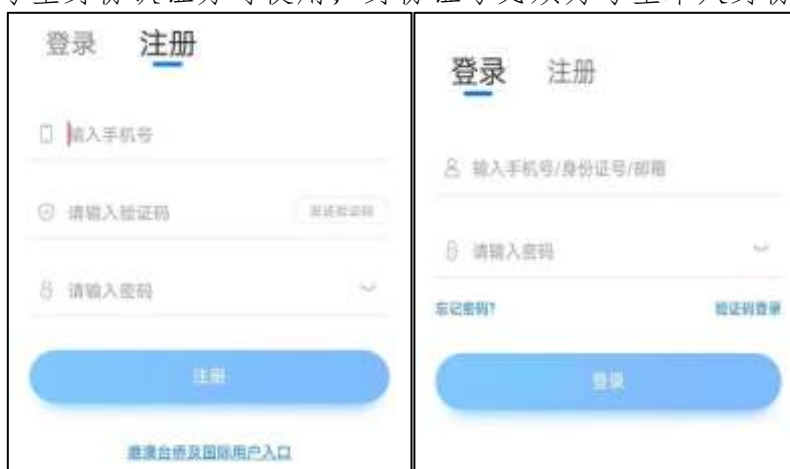 登录 注册
输入手机号
请输入验证码 发送验证码
请输入密码
注册
港澳台侨及国际用户入口
登录 注册
输入手机号/身份证号/邮箱
请输入密码
忘记密码? 验证码登录
登录